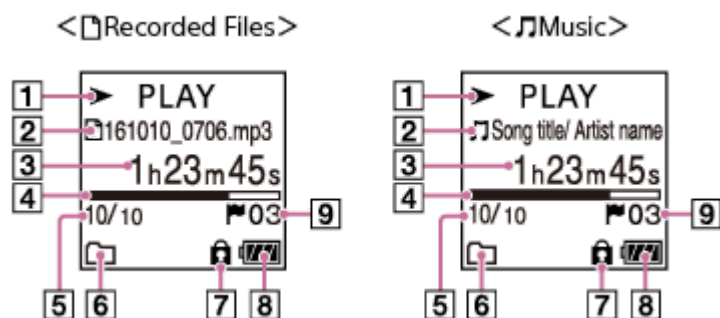 <Recorded Files>
1 PLAY
2 161010_0706.mp3
3 1h23m45s
4
10/10 03 9
5 6 7 8
<Music>
1 PLAY
2 Song title/ Artist name
3 1h23m45s
4
10/10 03 9
5 6 7 8